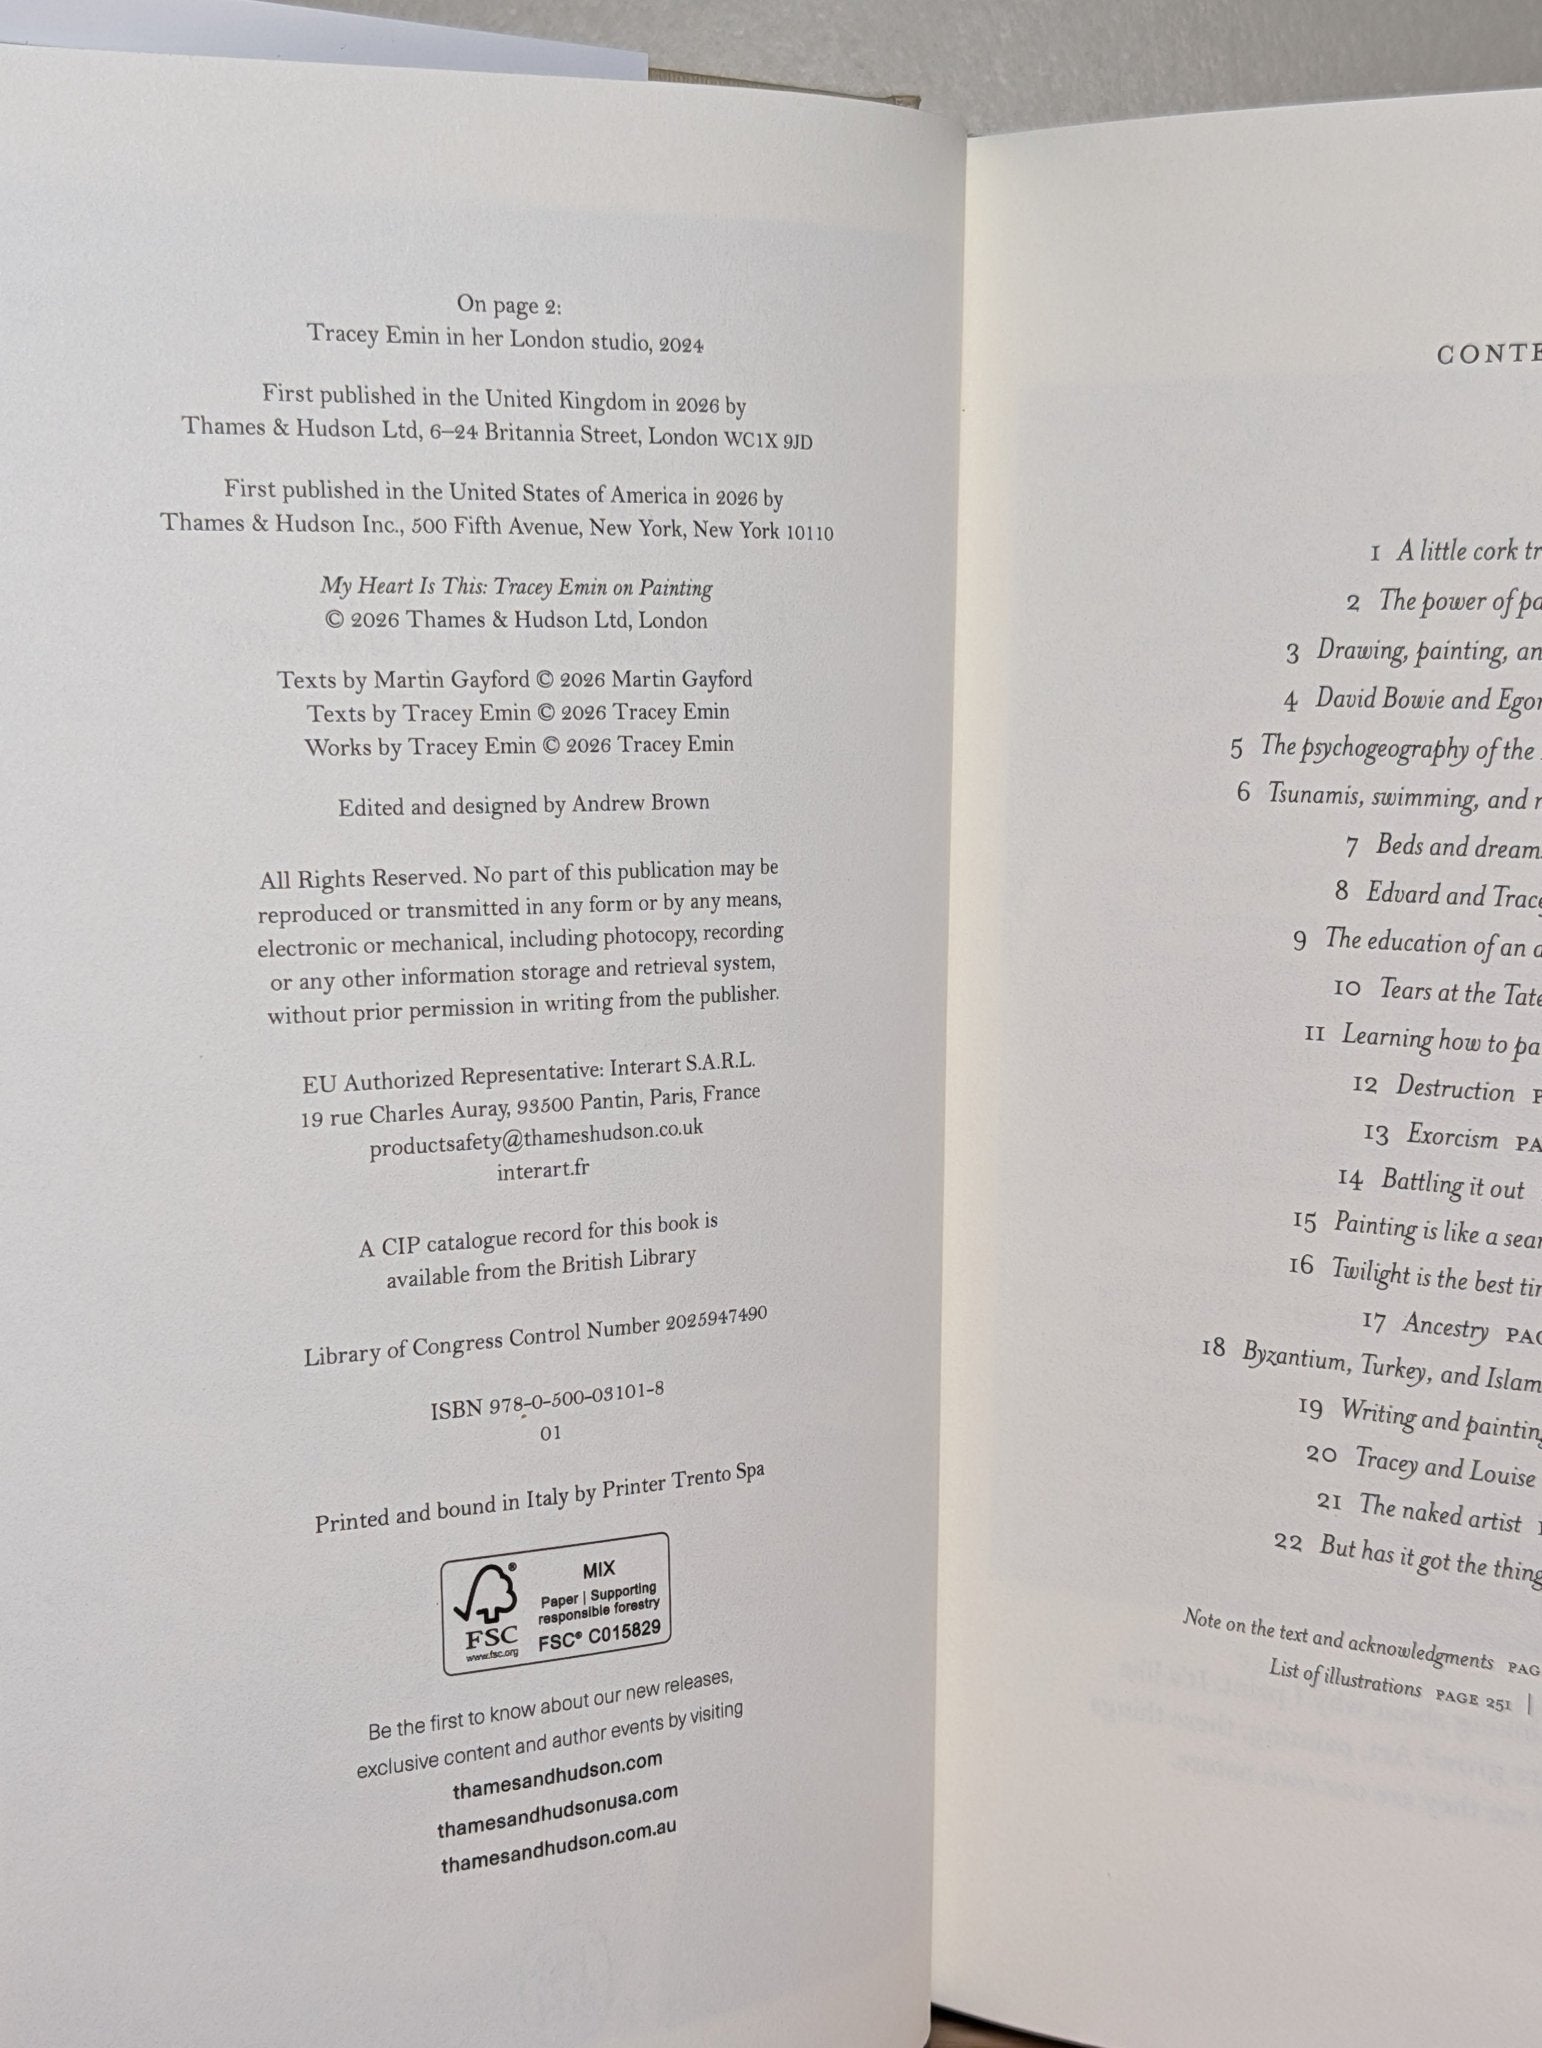 On page 2:
Tracey Emin in her London studio, 2024
First published in the United Kingdom in 2026 by
Thames & Hudson Ltd, 6–24 Britannia Street, London WC1X 9JD
First published in the United States of America in 2026 by
Thames & Hudson Inc., 500 Fifth Avenue, New York, New York 10110
My Heart Is This: Tracey Emin on Painting
© 2026 Thames & Hudson Ltd, London
Texts by Martin Gayford © 2026 Martin Gayford
Texts by Tracey Emin © 2026 Tracey Emin
Works by Tracey Emin © 2026 Tracey Emin
Edited and designed by Andrew Brown
All Rights Reserved. No part of this publication may be
reproduced or transmitted in any form or by any means,
electronic or mechanical, including photocopy, recording
or any other information storage and retrieval system,
without prior permission in writing from the publisher.
EU Authorized Representative: Interart S.A.R.L.
19 rue Charles Auray, 93500 Pantin, Paris, France
productsafety@thameshudson.co.uk
interart.fr
A CIP catalogue record for this book is
available from the British Library
Library of Congress Control Number 2025947490
ISBN 978-0-500-03101-8
01
Printed and bound in Italy by Printer Trento Spa
FSC®
www.fsc.org
MIX
Paper | Supporting
responsible forestry
FSC® C015829
Be the first to know about our new releases,
exclusive content and author events by visiting
thamesandhudson.com
thamesandhudsonusa.com
thamesandhudson.com.au
CONTE
1 A little cork tr
2 The power of pa
3 Drawing, painting, an
4 David Bowie and Egon
5 The psychogeography of the
6 Tsunamis, swimming, and
7 Beds and dream
8 Edvard and Trace
9 The education of an a
10 Tears at the Tate
11 Learning how to pa
12 Destruction P
13 Exorcism PA
14 Battling it out
15 Painting is like a sear
16 Twilight is the best tim
17 Ancestry PAG
18 Byzantium, Turkey, and Islam
19 Writing and painting
20 Tracey and Louise
21 The naked artist
22 But has it got the thing
Note on the text and acknowledgments PAG
List of illustrations PAGE 251 |